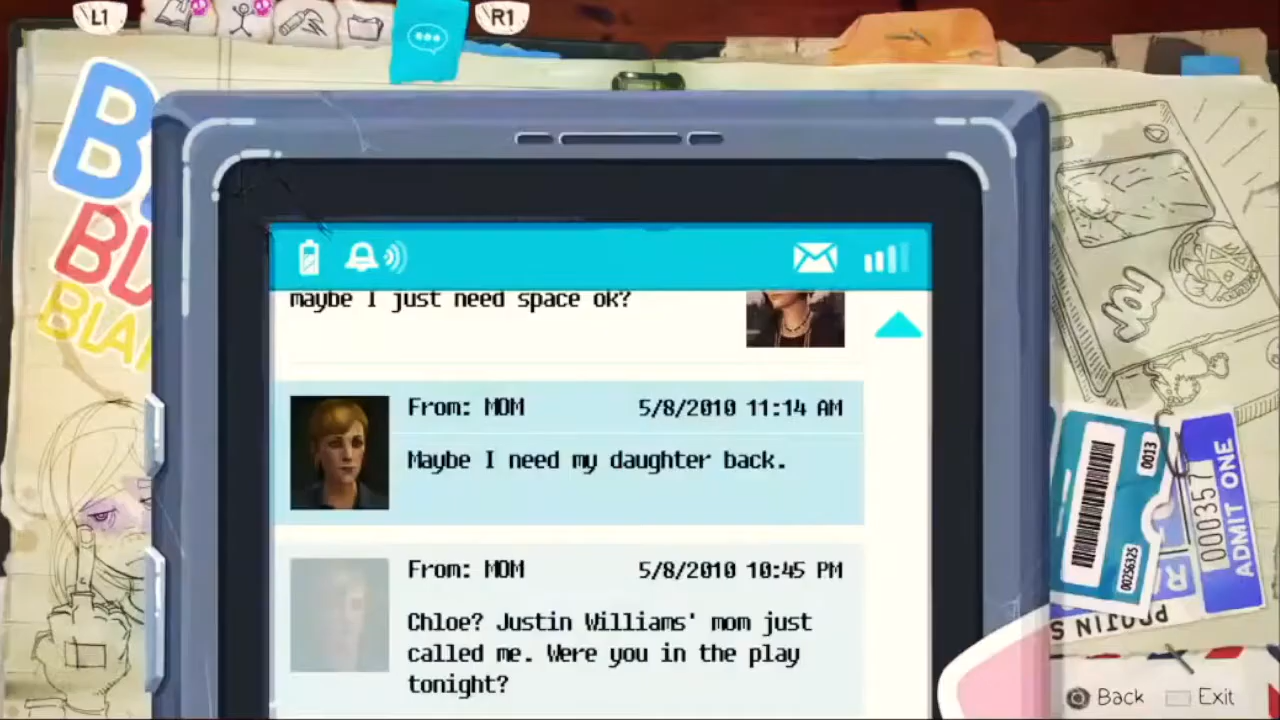 L1
R1
maybe I just need space ok?
From: MOM 5/8/2010 11:14 AM
Maybe I need my daughter back.
From: MOM 5/8/2010 10:45 PM
Chloe? Justin Williams' mom just
called me. Were you in the play
tonight?
0013
00256325
000357
ADMIT ONE
Back Exit